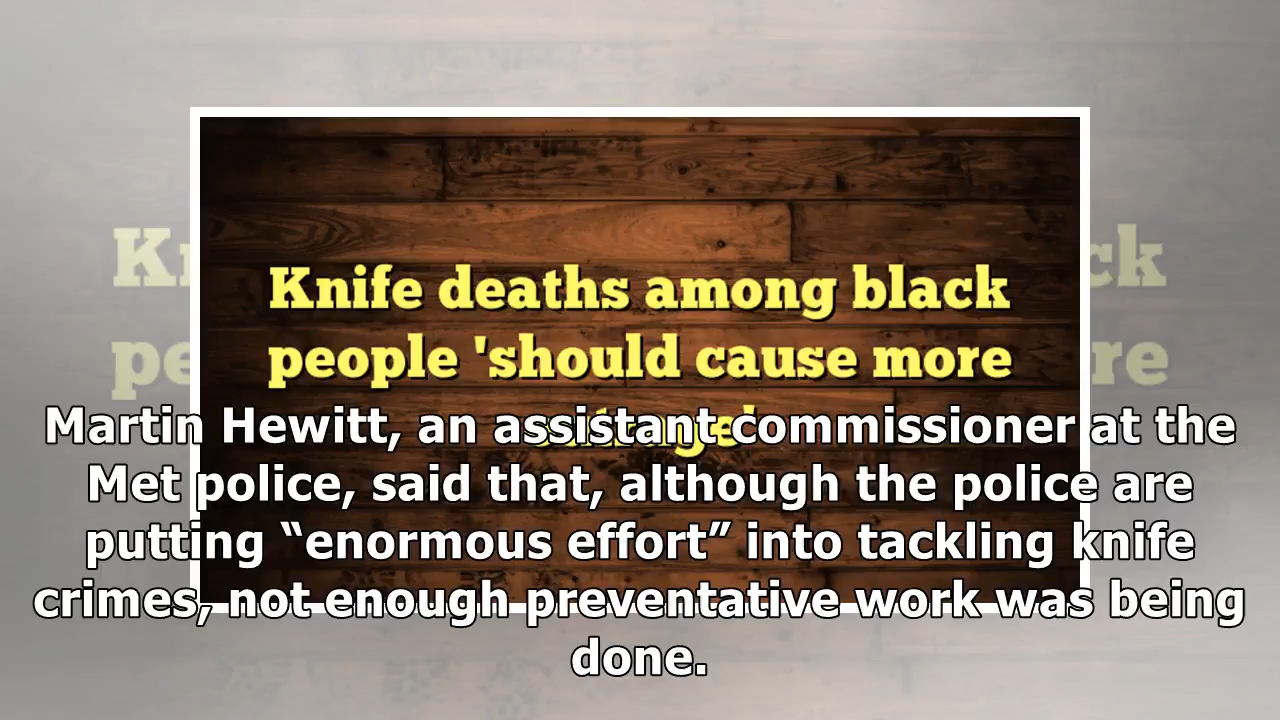 Knife deaths among black
people 'should cause more
Martin Hewitt, an assistant commissioner at the
Met police, said that, although the police are
putting “enormous effort” into tackling knife
crimes, not enough preventative work was being
done.